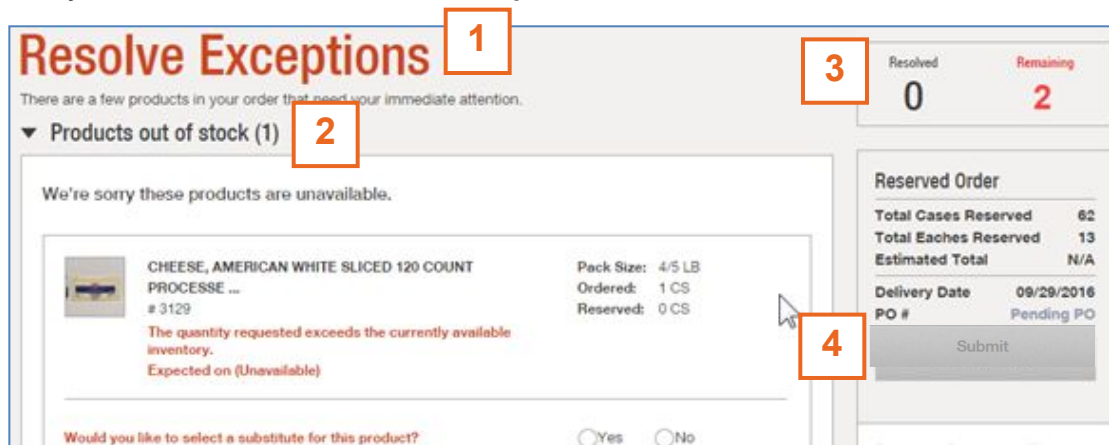 Resolve Exceptions
1
There are a few products in your order that need your immediate attention.
▼ Products out of stock (1)
2
We're sorry these products are unavailable.
CHEESE, AMERICAN WHITE SLICED 120 COUNT
PROCESSE ...
# 3129
The quantity requested exceeds the currently available
inventory.
Expected on (Unavailable)
Pack Size: 4/5 LB
Ordered: 1 CS
Reserved: 0 CS
Would you like to select a substitute for this product?
Yes No
3
Resolved Remaining
0 2
Reserved Order
Total Cases Reserved 62
Total Eaches Reserved 13
Estimated Total N/A
Delivery Date 09/29/2016
PO # Pending PO
4
Submit